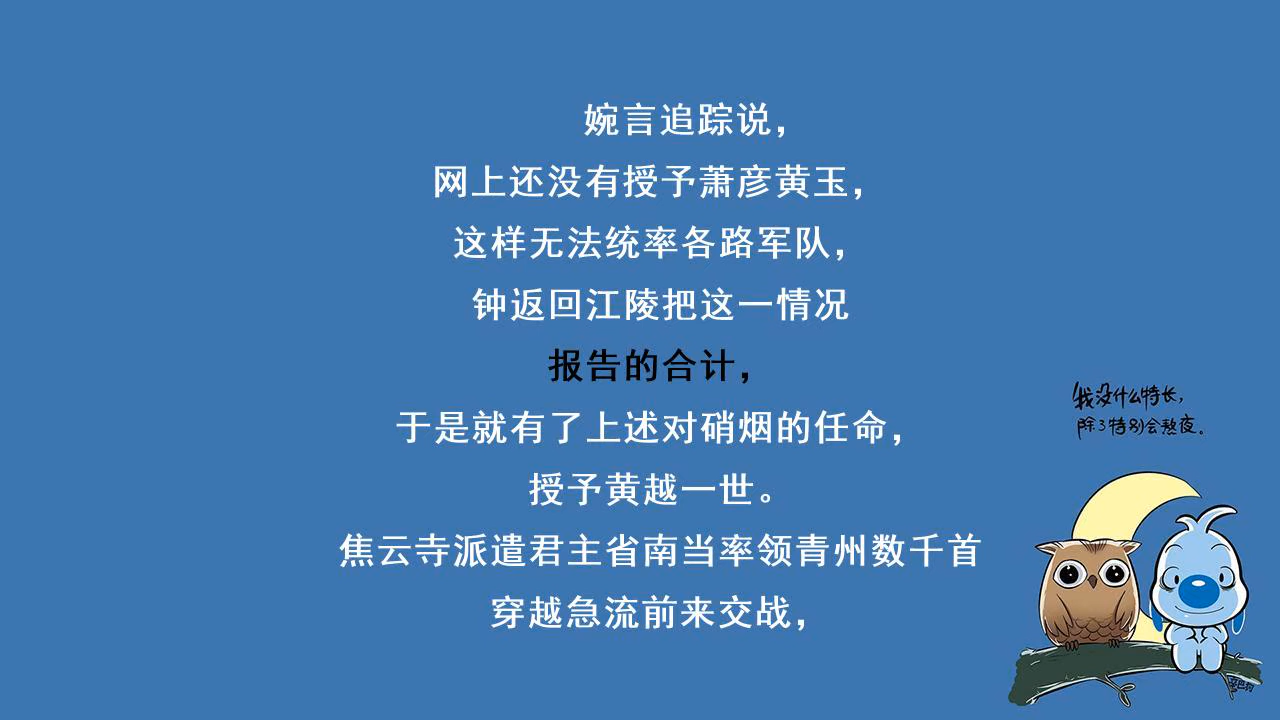 婉言追踪说，
网上还没有授予萧彦黄玉，
这样无法统率各路军队，
钟返回江陵把这一情况
报告的合计，
于是就有了上述对硝烟的任命，
授予黄越一世。
焦云寺派遣君主省南当率领青州数千首
穿越急流前来交战，
我没什么特长，
除了特别会熬夜。